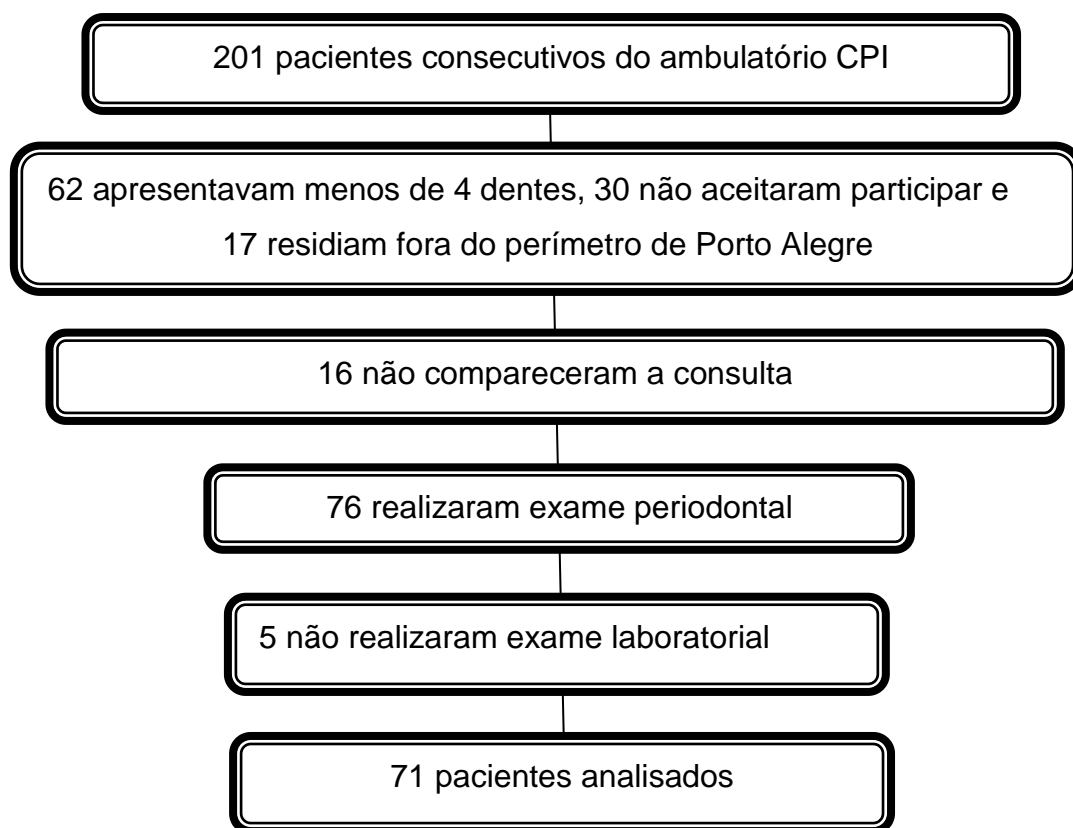 201 pacientes consecutivos do ambulatório CPI
62 apresentavam menos de 4 dentes, 30 não aceitaram participar e
17 residiam fora do perímetro de Porto Alegre
16 não compareceram a consulta
76 realizaram exame periodontal
5 não realizaram exame laboratorial
71 pacientes analisados